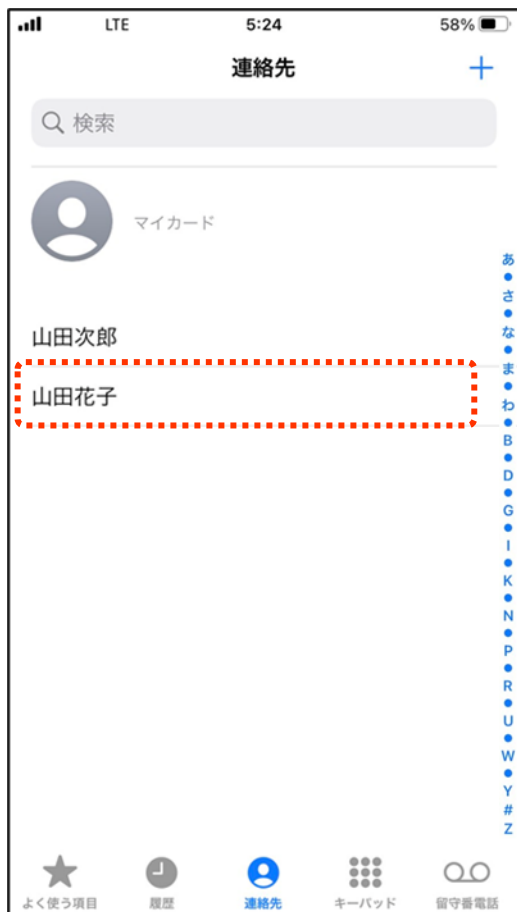 LTE 5:24 58%
連絡先 +
検索
マイカード
山田次郎
山田花子
あ
●
さ
●
な
●
ま
●
わ
●
B
●
D
●
G
●
I
●
K
●
N
●
P
●
R
●
U
●
W
●
Y
#
Z
よく使う項目 履歴 連絡先 キーパッド 留守番電話